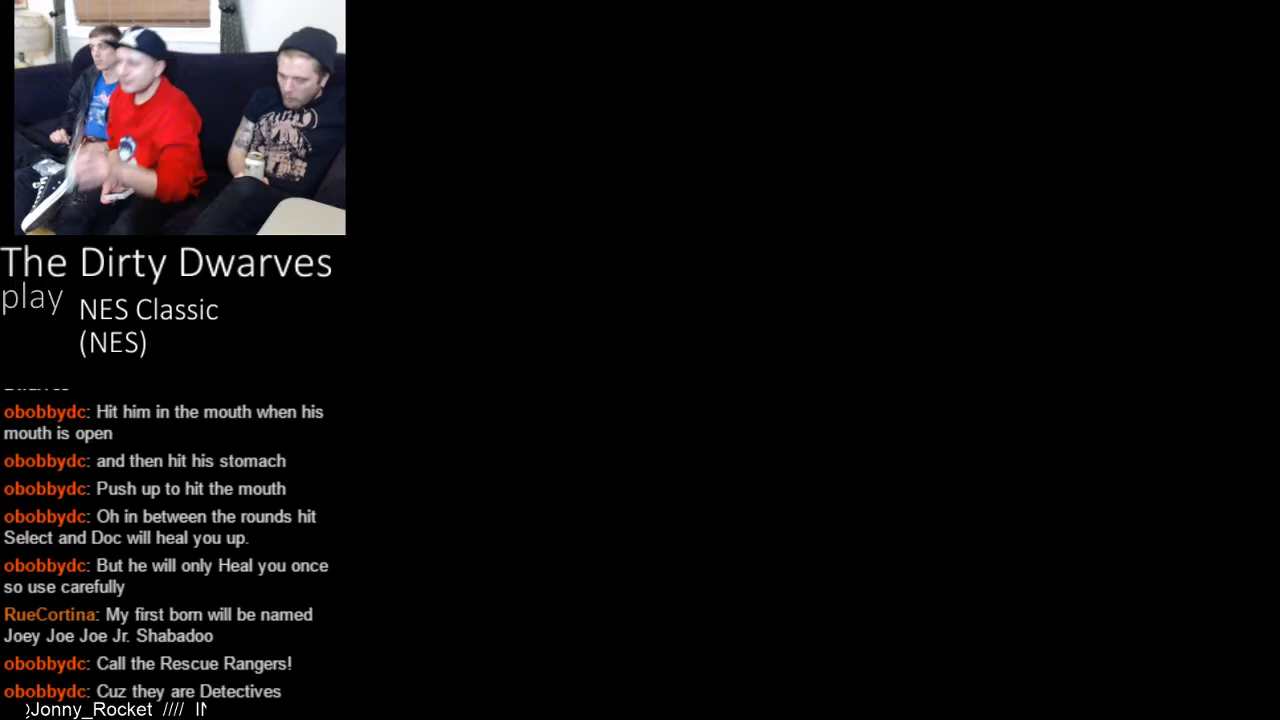 The Dirty Dwarves
play
NES Classic
(NES)
obobbydc: Hit him in the mouth when his
mouth is open
obobbydc: and then hit his stomach
obobbydc: Push up to hit the mouth
obobbydc: Oh in between the rounds hit
Select and Doc will heal you up.
obobbydc: But he will only Heal you once
so use carefully
RueCortina: My first born will be named
Joey Joe Joe Jr. Shabadoo
obobbydc: Call the Rescue Rangers!
obobbydc: Cuz they are Detectives
Jonny_Rocket ////